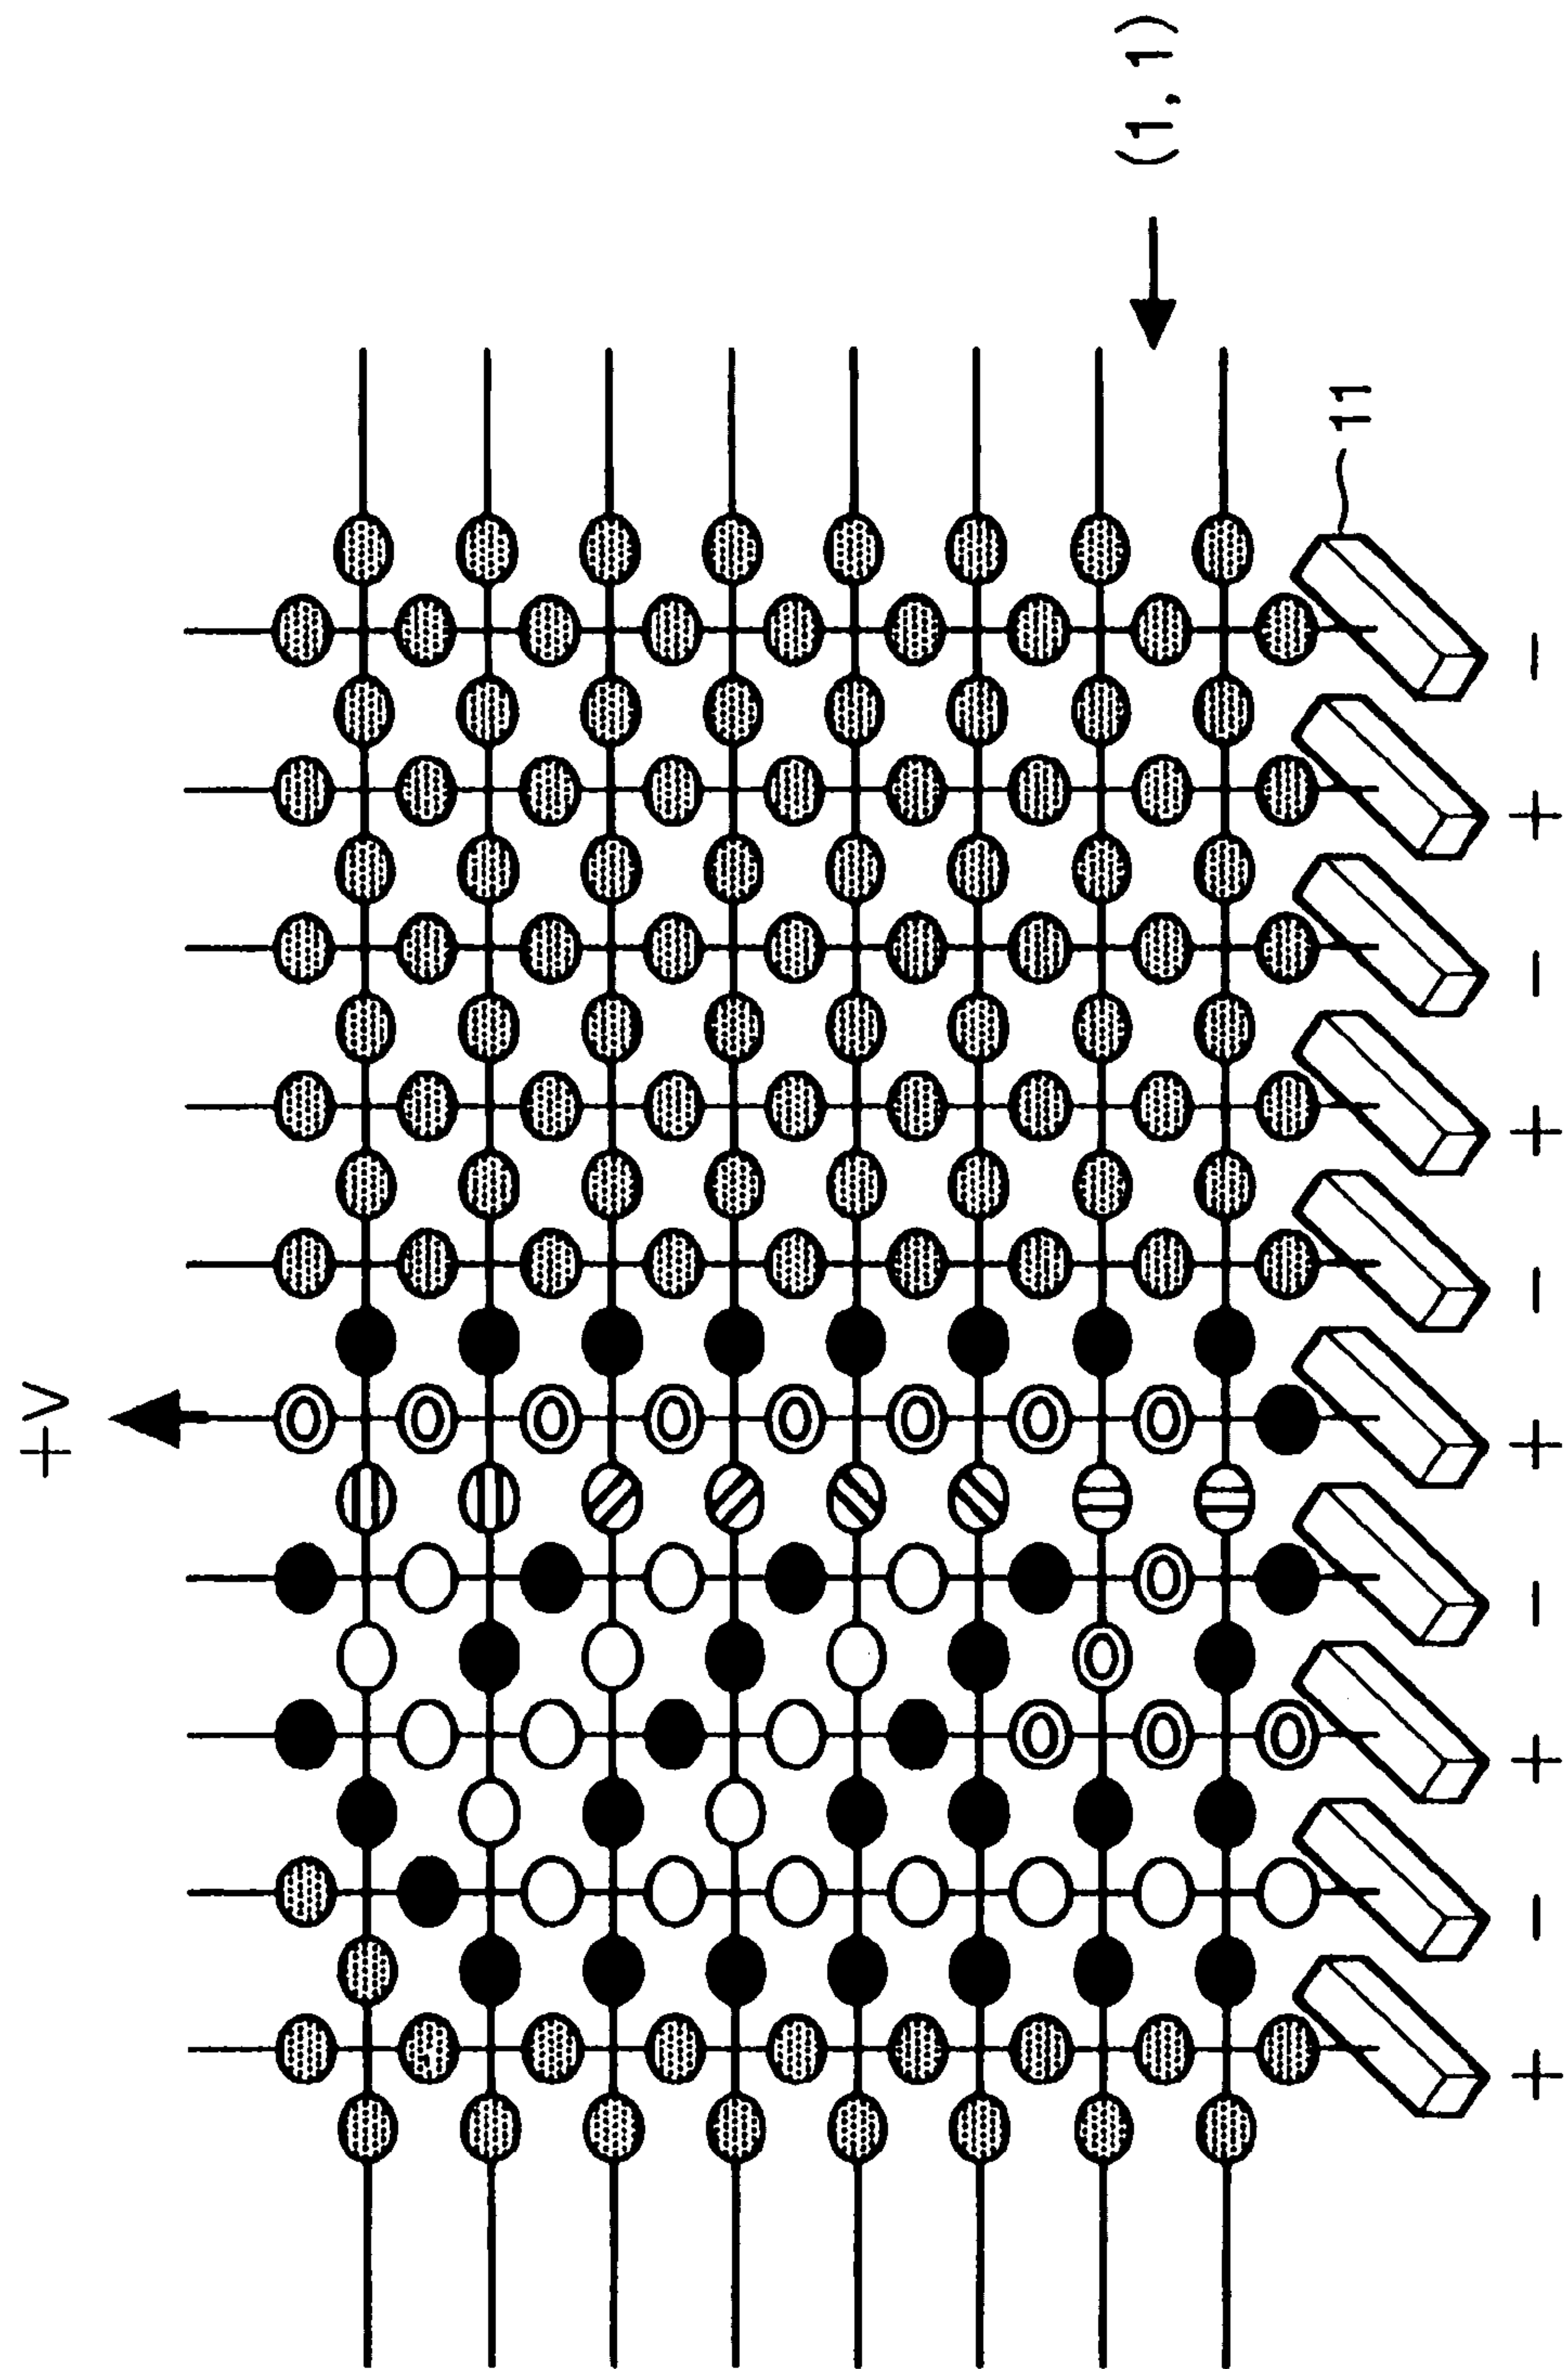 +V
(1, 1)
11
+ − + − + − + − + −